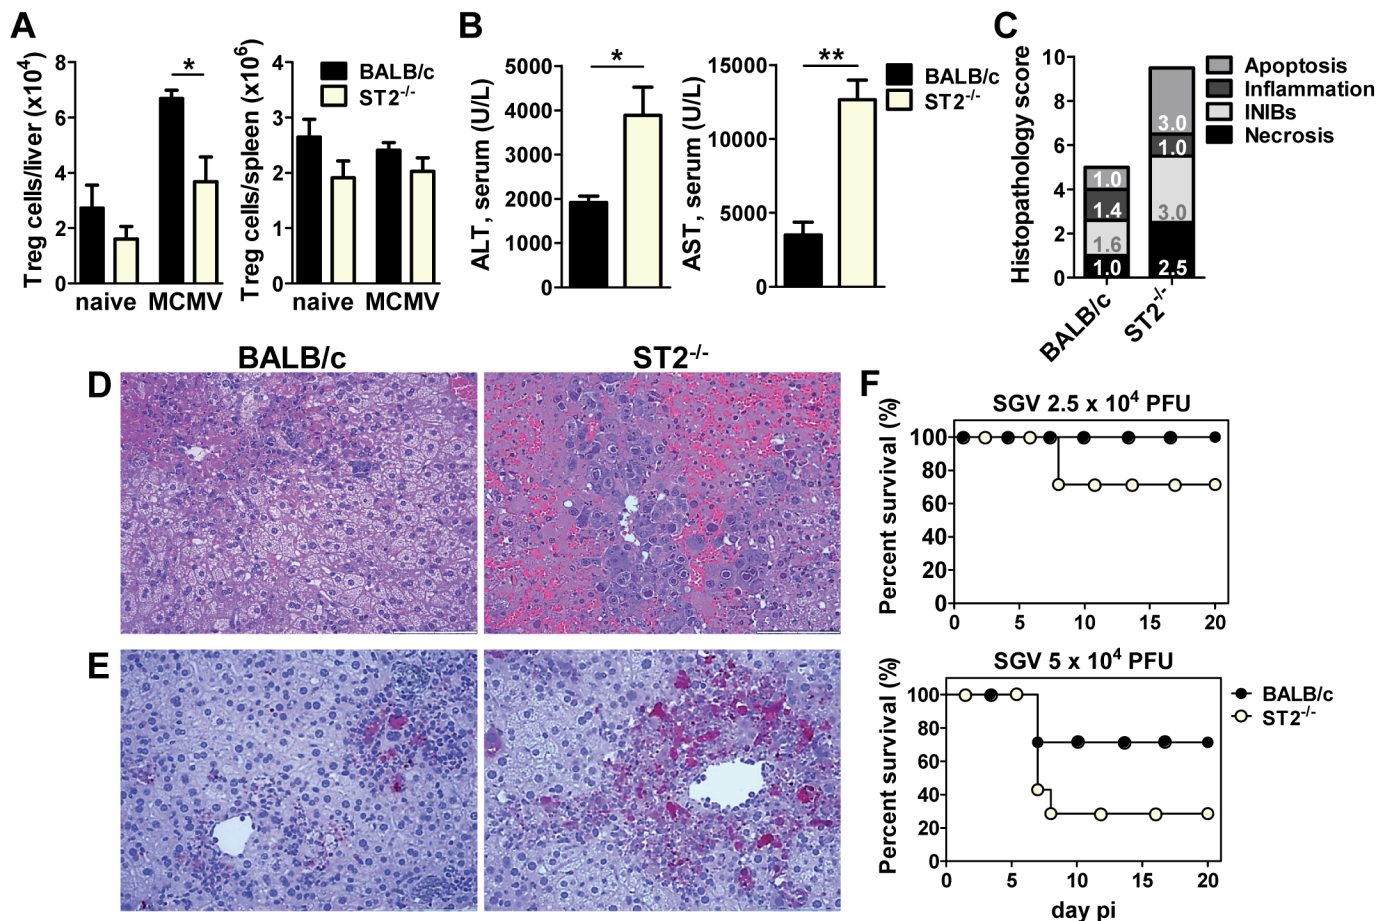 A
Treg cells/liver (x10⁴)
8
6
4
2
0
*
naive MCMV
Treg cells/spleen (x10⁶)
4
3
2
1
0
naive MCMV
BALB/c
ST2⁻/⁻
B
ALT, serum (U/L)
5000
4000
3000
2000
1000
0
*
AST, serum (U/L)
15000
10000
5000
0
**
BALB/c
ST2⁻/⁻
C
Histopathology score
10
8
6
4
2
0
1.0
1.4
1.6
1.0
3.0
1.0
3.0
2.5
BALB/c
ST2⁻/⁻
Apoptosis
Inflammation
INIBs
Necrosis
BALB/c
ST2⁻/⁻
D
E
F
SGV 2.5 x 10⁴ PFU
Percent survival (%)
100
80
60
40
20
0
0 5 10 15 20
SGV 5 x 10⁴ PFU
Percent survival (%)
100
80
60
40
20
0
0 5 10 15 20
day pi
BALB/c
ST2⁻/⁻